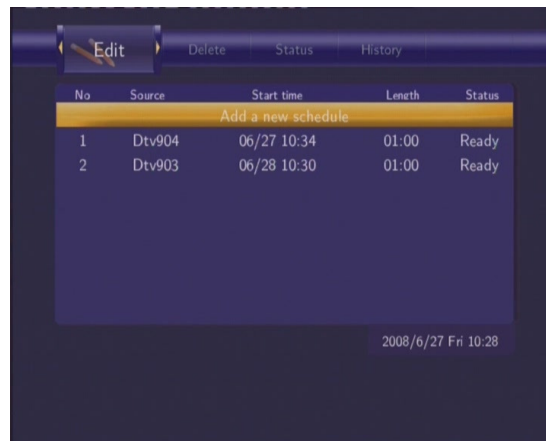 Edit Delete Status History
No Source Start time Length Status
Add a new schedule
1 Dtv904 06/27 10:34 01:00 Ready
2 Dtv903 06/28 10:30 01:00 Ready
2008/6/27 Fri 10:28